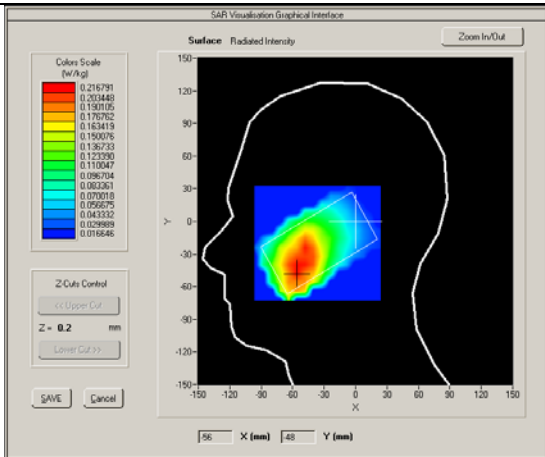 SAR Visualisation Graphical Interface
Surface Radiated Intensity
Zoom In/Out
Colors Scale
(W/kg)
0.216791
0.203448
0.190105
0.176762
0.163419
0.150076
0.136733
0.123390
0.110047
0.096704
0.083361
0.070018
0.056675
0.043332
0.029989
0.016646
Z-Cuts Control
<< Upper Cut
Z = 0.2 mm
Lower Cut >>
SAVE Cancel
150
120
90
60
30
0
-30
-60
-90
-120
-150
Y
-150 -120 -90 -60 -30 0 30 60 90 120 150
X
-56 X (mm) -48 Y (mm)